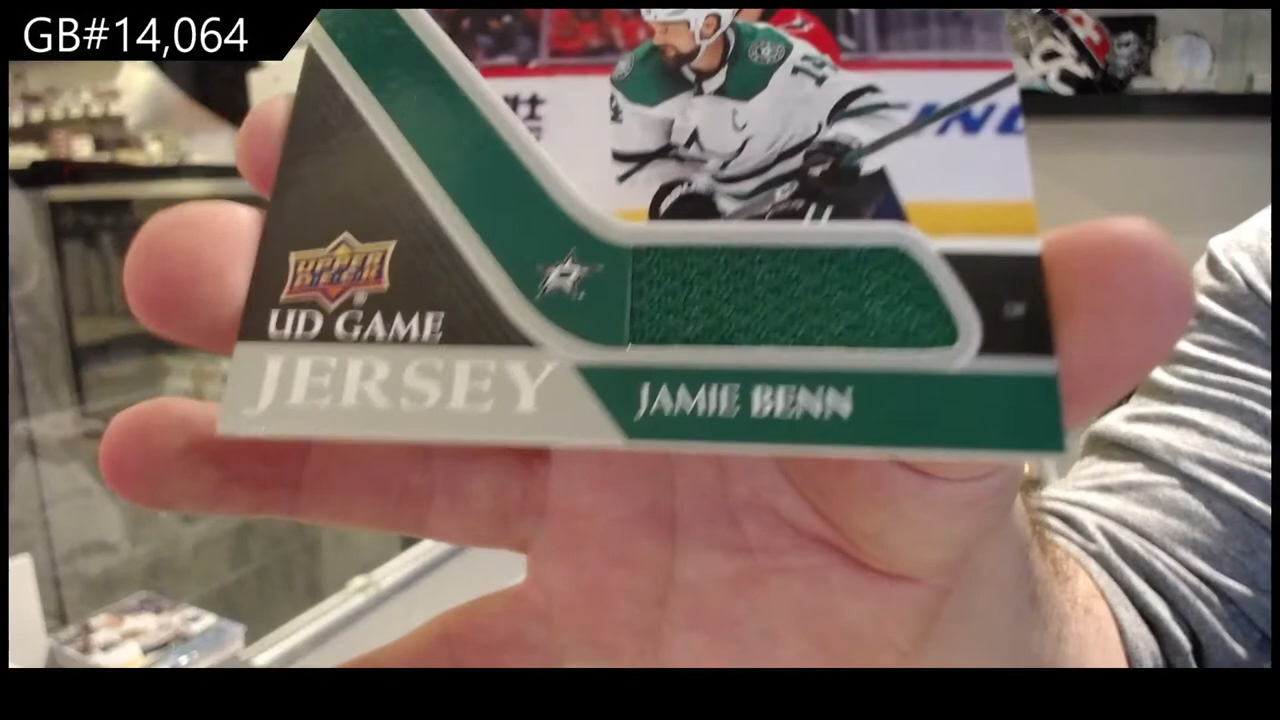 GB#14,064
UPPER DECK
UD GAME
JERSEY
JAMIE BENN
C